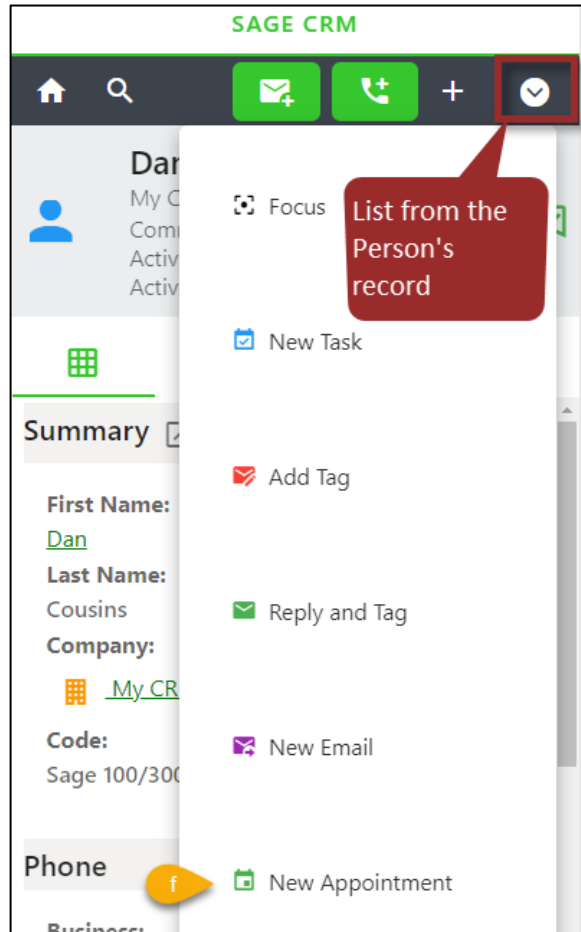 SAGE CRM
Dan
My C
Comm
Activ
Activ
Focus
List from the
Person's
record
New Task
Summary
Add Tag
First Name:
Dan
Last Name:
Cousins
Reply and Tag
Company:
My CR
Code:
New Email
Sage 100/300
Phone
f
New Appointment
Business: